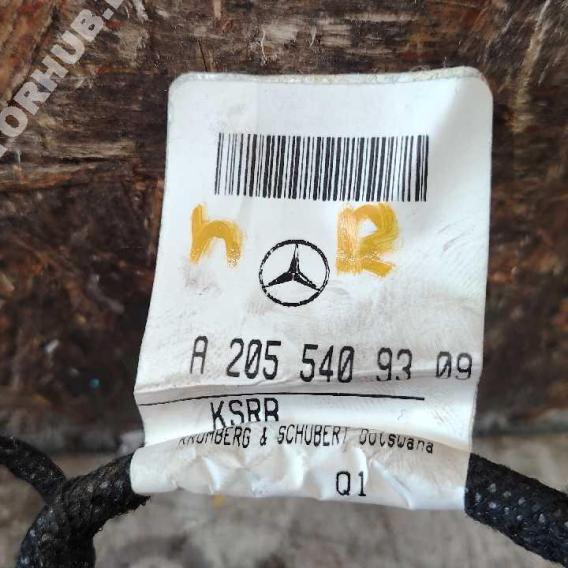 ORHUB.
n R
A 205 540 93 09
KSRB
KROMBERG & SCHUBERT Botswana
Q1